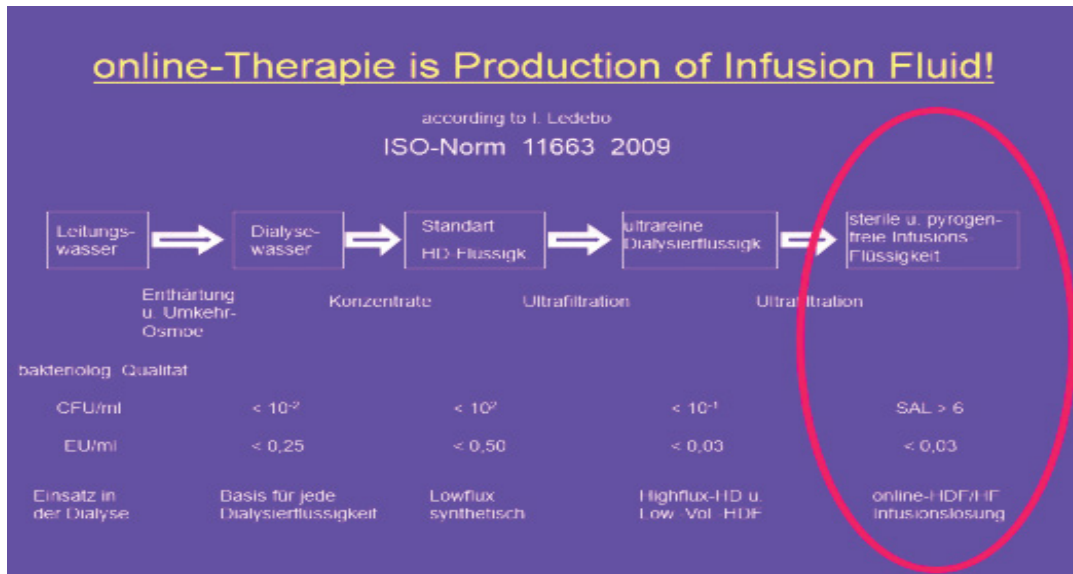 online-Therapie is Production of Infusion Fluid!
according to I. Ledebo
ISO-Norm 11663 2009
Leitungs-
wasser
Dialyse-
wasser
Standart
HD-Flüssigk
ultrareine
Dialysierflüssigk
sterile u. pyrogen-
freie Infusions
Flüssigkeit
Enthärtung
u. Umkehr-
Osmoe
Konzentrate
Ultrafiltration
Ultrafiltration
bakteriolog. Qualität
CFU/ml < 10⁻² < 10² < 10⁻¹ SAL > 6
EU/ml < 0,25 < 0,50 < 0,03 < 0,03
Einsatz in
der Dialyse
Basis für jede
Dialysierflüssigkeit
Lowflux
synthetisch
Highflux-HD u.
Low -Vol -HDF
online-HDF/HF
Infusionslösung